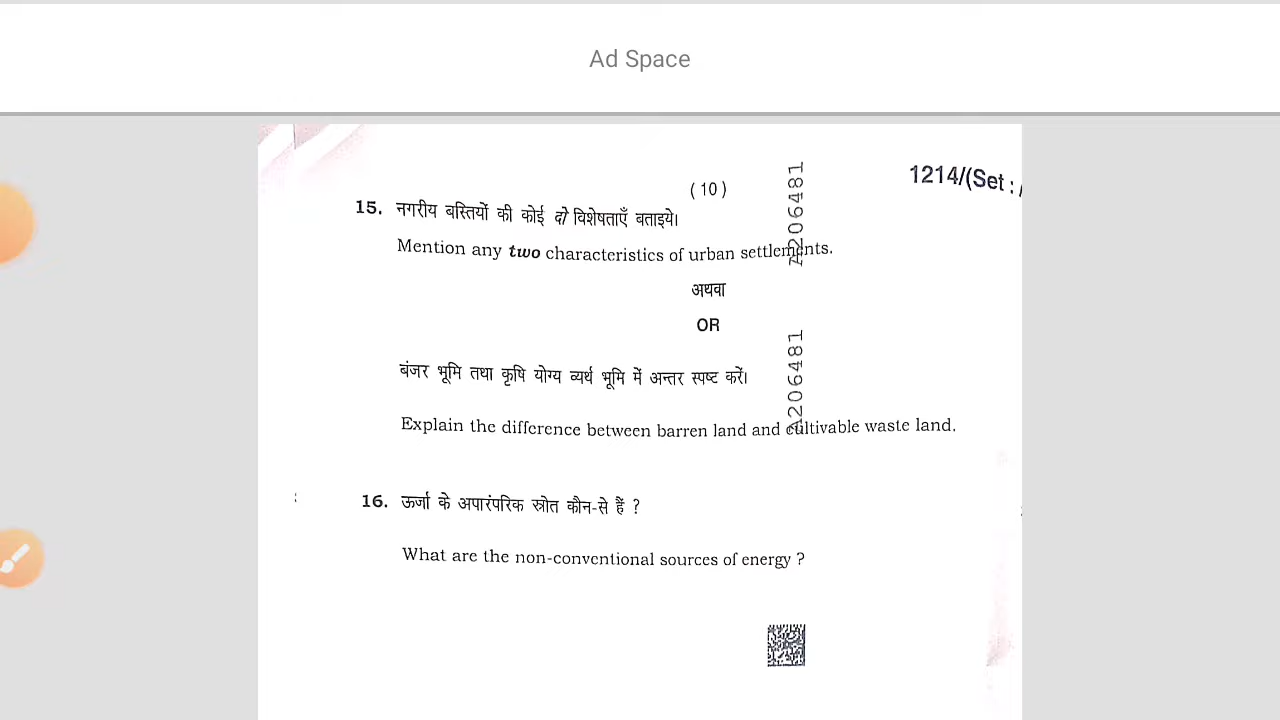 Ad Space
( 10 )
1214/(Set :
A206481
15. नगरीय बस्तियों की कोई दो विशेषताएँ बताइये।
Mention any two characteristics of urban settlements.
अथवा
OR
A206481
बंजर भूमि तथा कृषि योग्य व्यर्थ भूमि में अन्तर स्पष्ट करें।
Explain the difference between barren land and cultivable waste land.
16. ऊर्जा के अपारंपरिक स्रोत कौन-से हैं ?
What are the non-conventional sources of energy ?